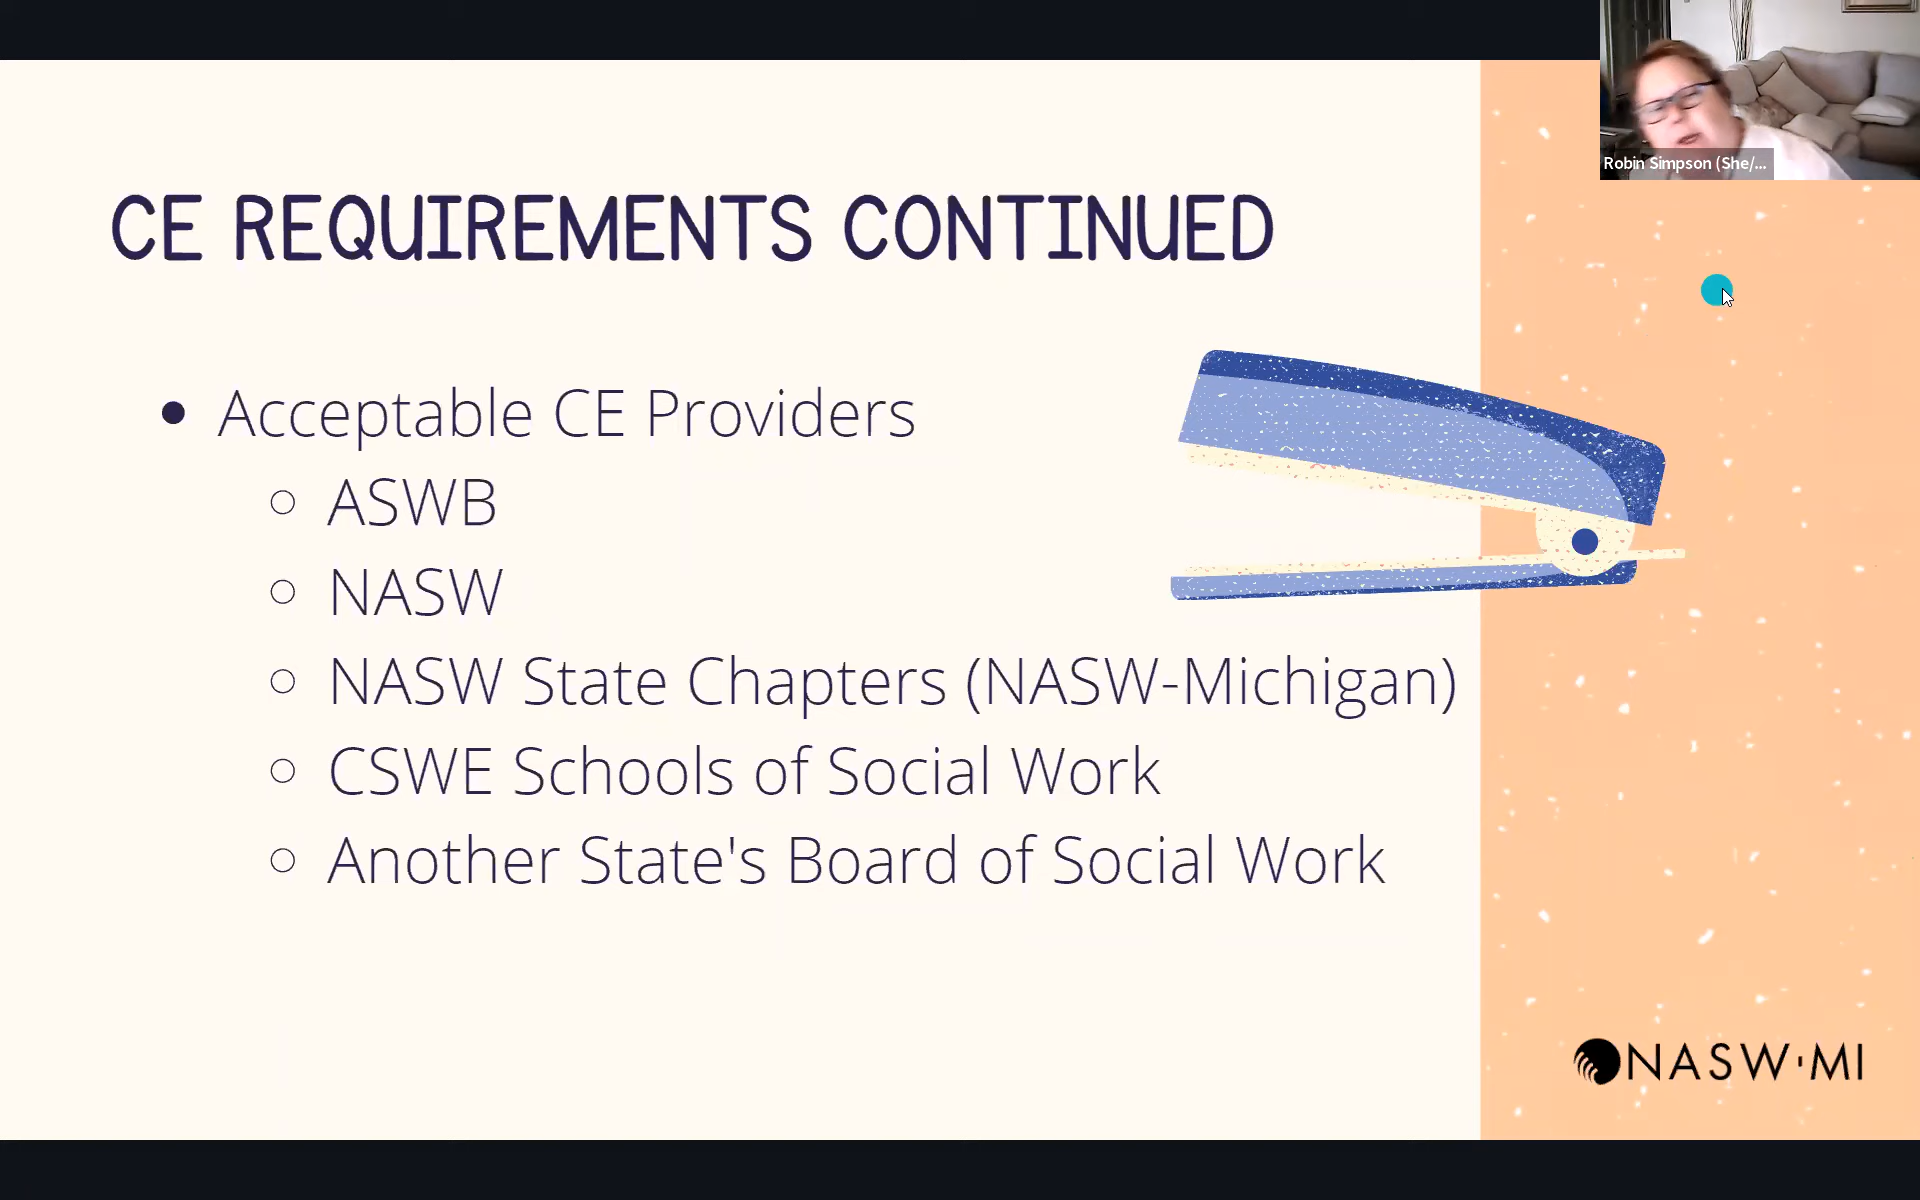 Robin Simpson (She/...
CE REQUIREMENTS CONTINUED
• Acceptable CE Providers
○ ASWB
○ NASW
○ NASW State Chapters (NASW-Michigan)
○ CSWE Schools of Social Work
○ Another State's Board of Social Work
NASW·MI